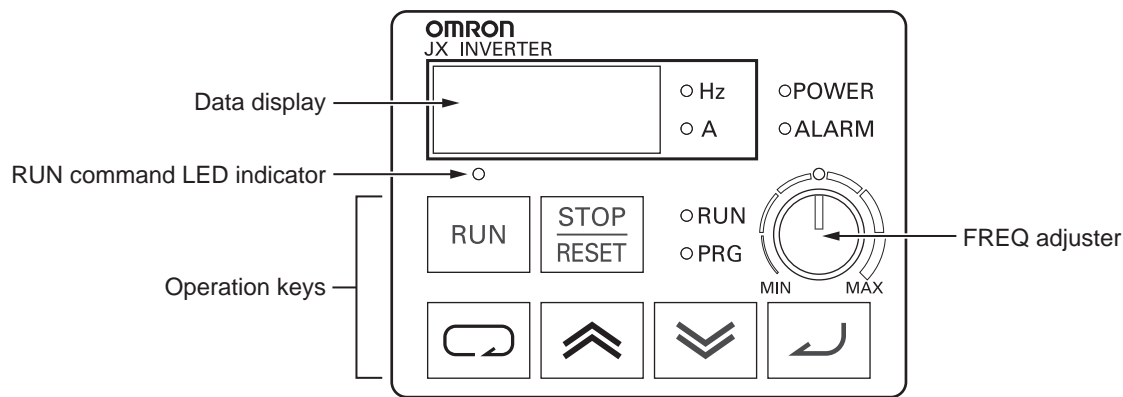 OMRON
JX INVERTER
Data display
Hz
POWER
A
ALARM
RUN command LED indicator
RUN
STOP
RESET
RUN
PRG
FREQ adjuster
MIN
MAX
Operation keys